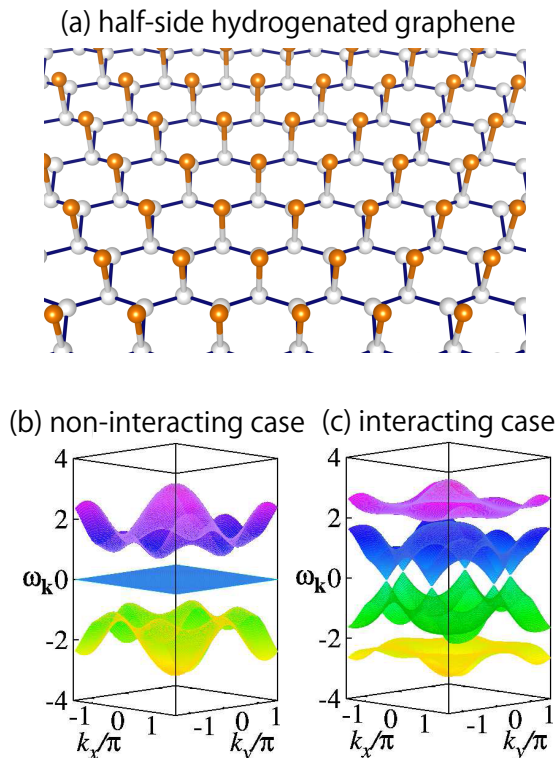 (a) half-side hydrogenated graphene
(b) non-interacting case
(c) interacting case
4
2
ωk0
-2
-4
-1
0
1
-1
0
1
kx/π
ky/π
4
2
ωk0
-2
-4
-1
0
1
-1
0
1
kx/π
ky/π